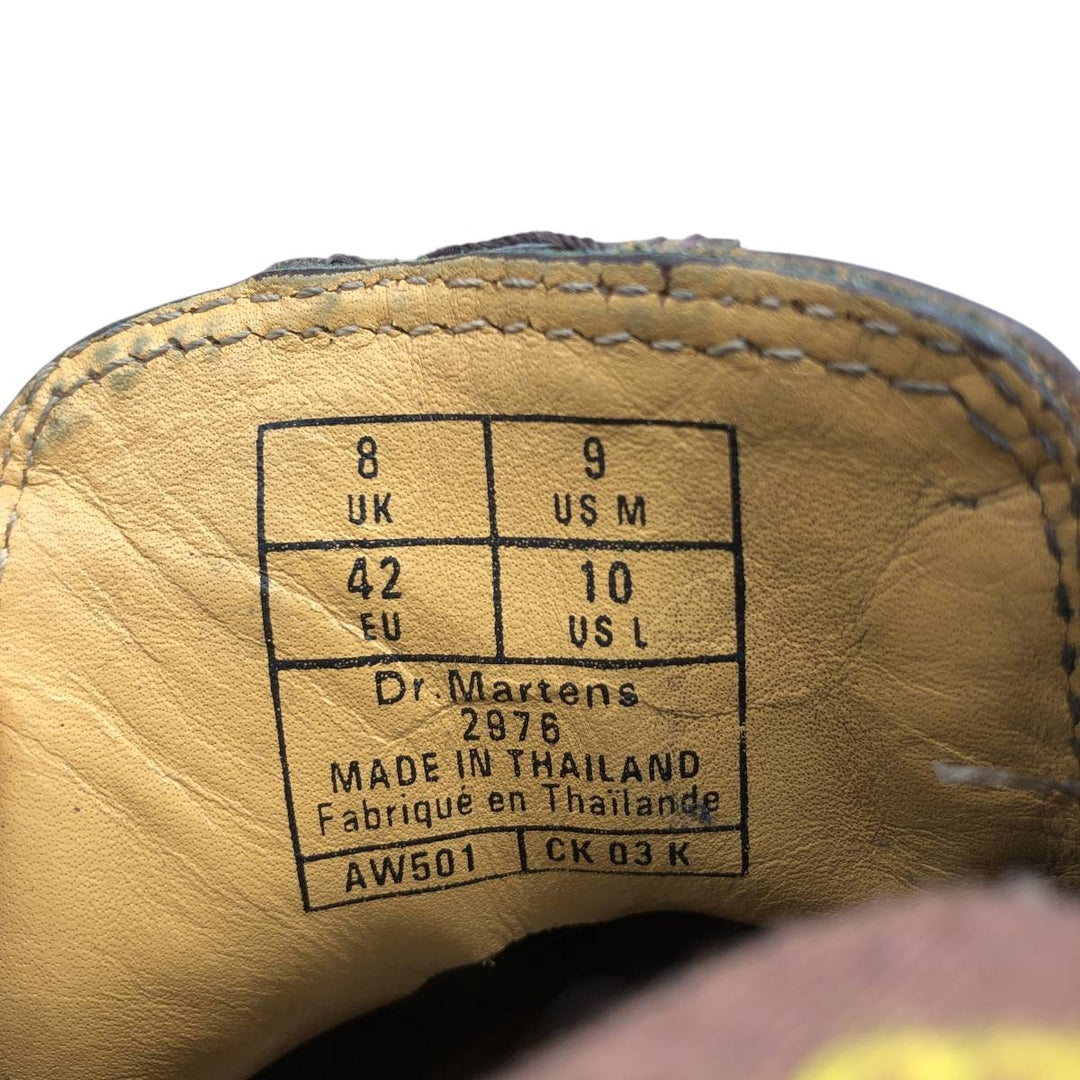 8 9
UK US M
42 10
EU US L
Dr. Martens
2976
MADE IN THAILAND
Fabriqué en Thaïlande
AW501 CK 03 K